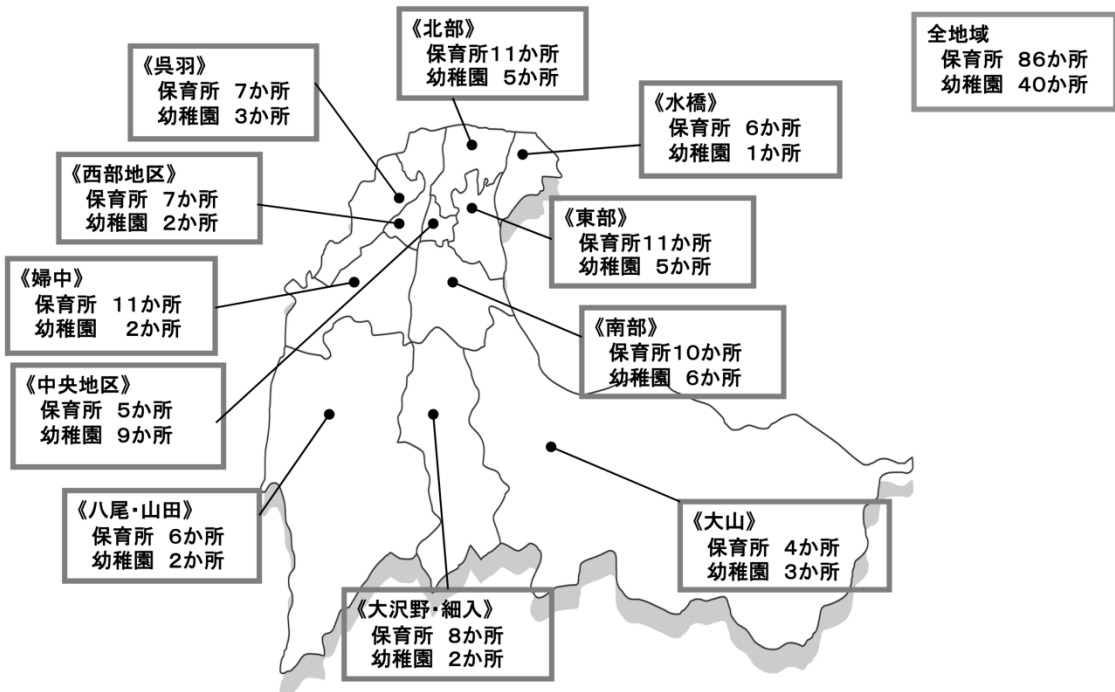 《北部》
保育所11か所
幼稚園 5か所
全地域
保育所 86か所
幼稚園 40か所
《呉羽》
保育所 7か所
幼稚園 3か所
《水橋》
保育所 6か所
幼稚園 1か所
《西部地区》
保育所 7か所
幼稚園 2か所
《東部》
保育所11か所
幼稚園 5か所
《婦中》
保育所 11か所
幼稚園 2か所
《南部》
保育所10か所
幼稚園 6か所
《中央地区》
保育所 5か所
幼稚園 9か所
《八尾・山田》
保育所 6か所
幼稚園 2か所
《大山》
保育所 4か所
幼稚園 3か所
《大沢野・細入》
保育所 8か所
幼稚園 2か所